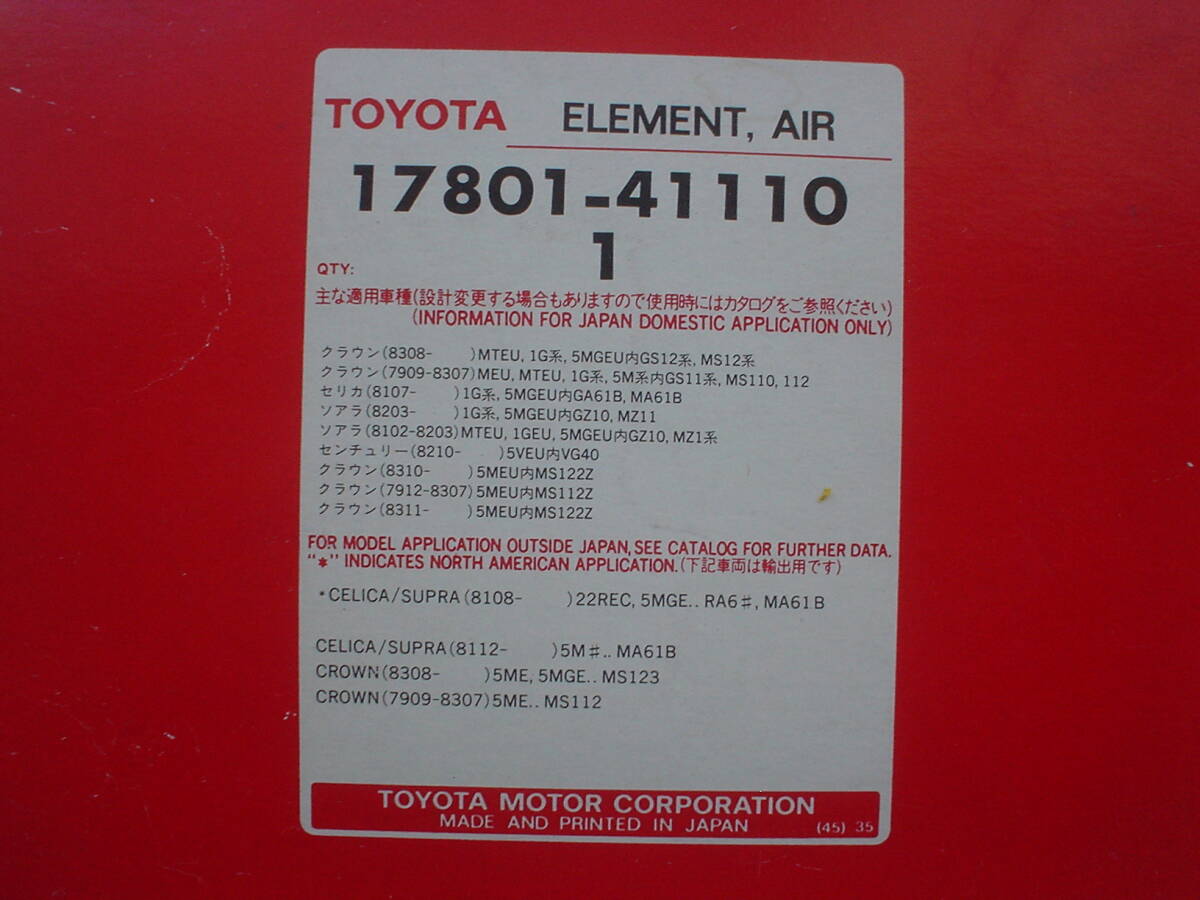 TOYOTA ELEMENT, AIR
17801-41110
QTY: 1
主な適用車種(設計変更する場合もありますので使用時にはカタログをご参照ください)
(INFORMATION FOR JAPAN DOMESTIC APPLICATION ONLY)
クラウン(8308- )MTEU, 1G系, 5MGEU内GS12系, MS12系
クラウン(7909-8307)MEU, MTEU, 1G系, 5M系内GS11系, MS110, 112
セリカ(8107- )1G系, 5MGEU内GA61B, MA61B
ソアラ(8203- )1G系, 5MGEU内GZ10, MZ11
ソアラ(8102-8203)MTEU, 1GEU, 5MGEU内GZ10, MZ1系
センチュリー(8210- )5VEU内VG40
クラウン(8310- )5MEU内MS122Z
クラウン(7912-8307)5MEU内MS112Z
クラウン(8311- )5MEU内MS122Z
FOR MODEL APPLICATION OUTSIDE JAPAN, SEE CATALOG FOR FURTHER DATA.
"*" INDICATES NORTH AMERICAN APPLICATION. (下記車両は輸出用です)
*CELICA/SUPRA(8108- )22REC, 5MGE.. RA6#, MA61B
CELICA/SUPRA(8112- )5M#.. MA61B
CROWN(8308- )5ME, 5MGE.. MS123
CROWN(7909-8307)5ME.. MS112
TOYOTA MOTOR CORPORATION
MADE AND PRINTED IN JAPAN (45) 35